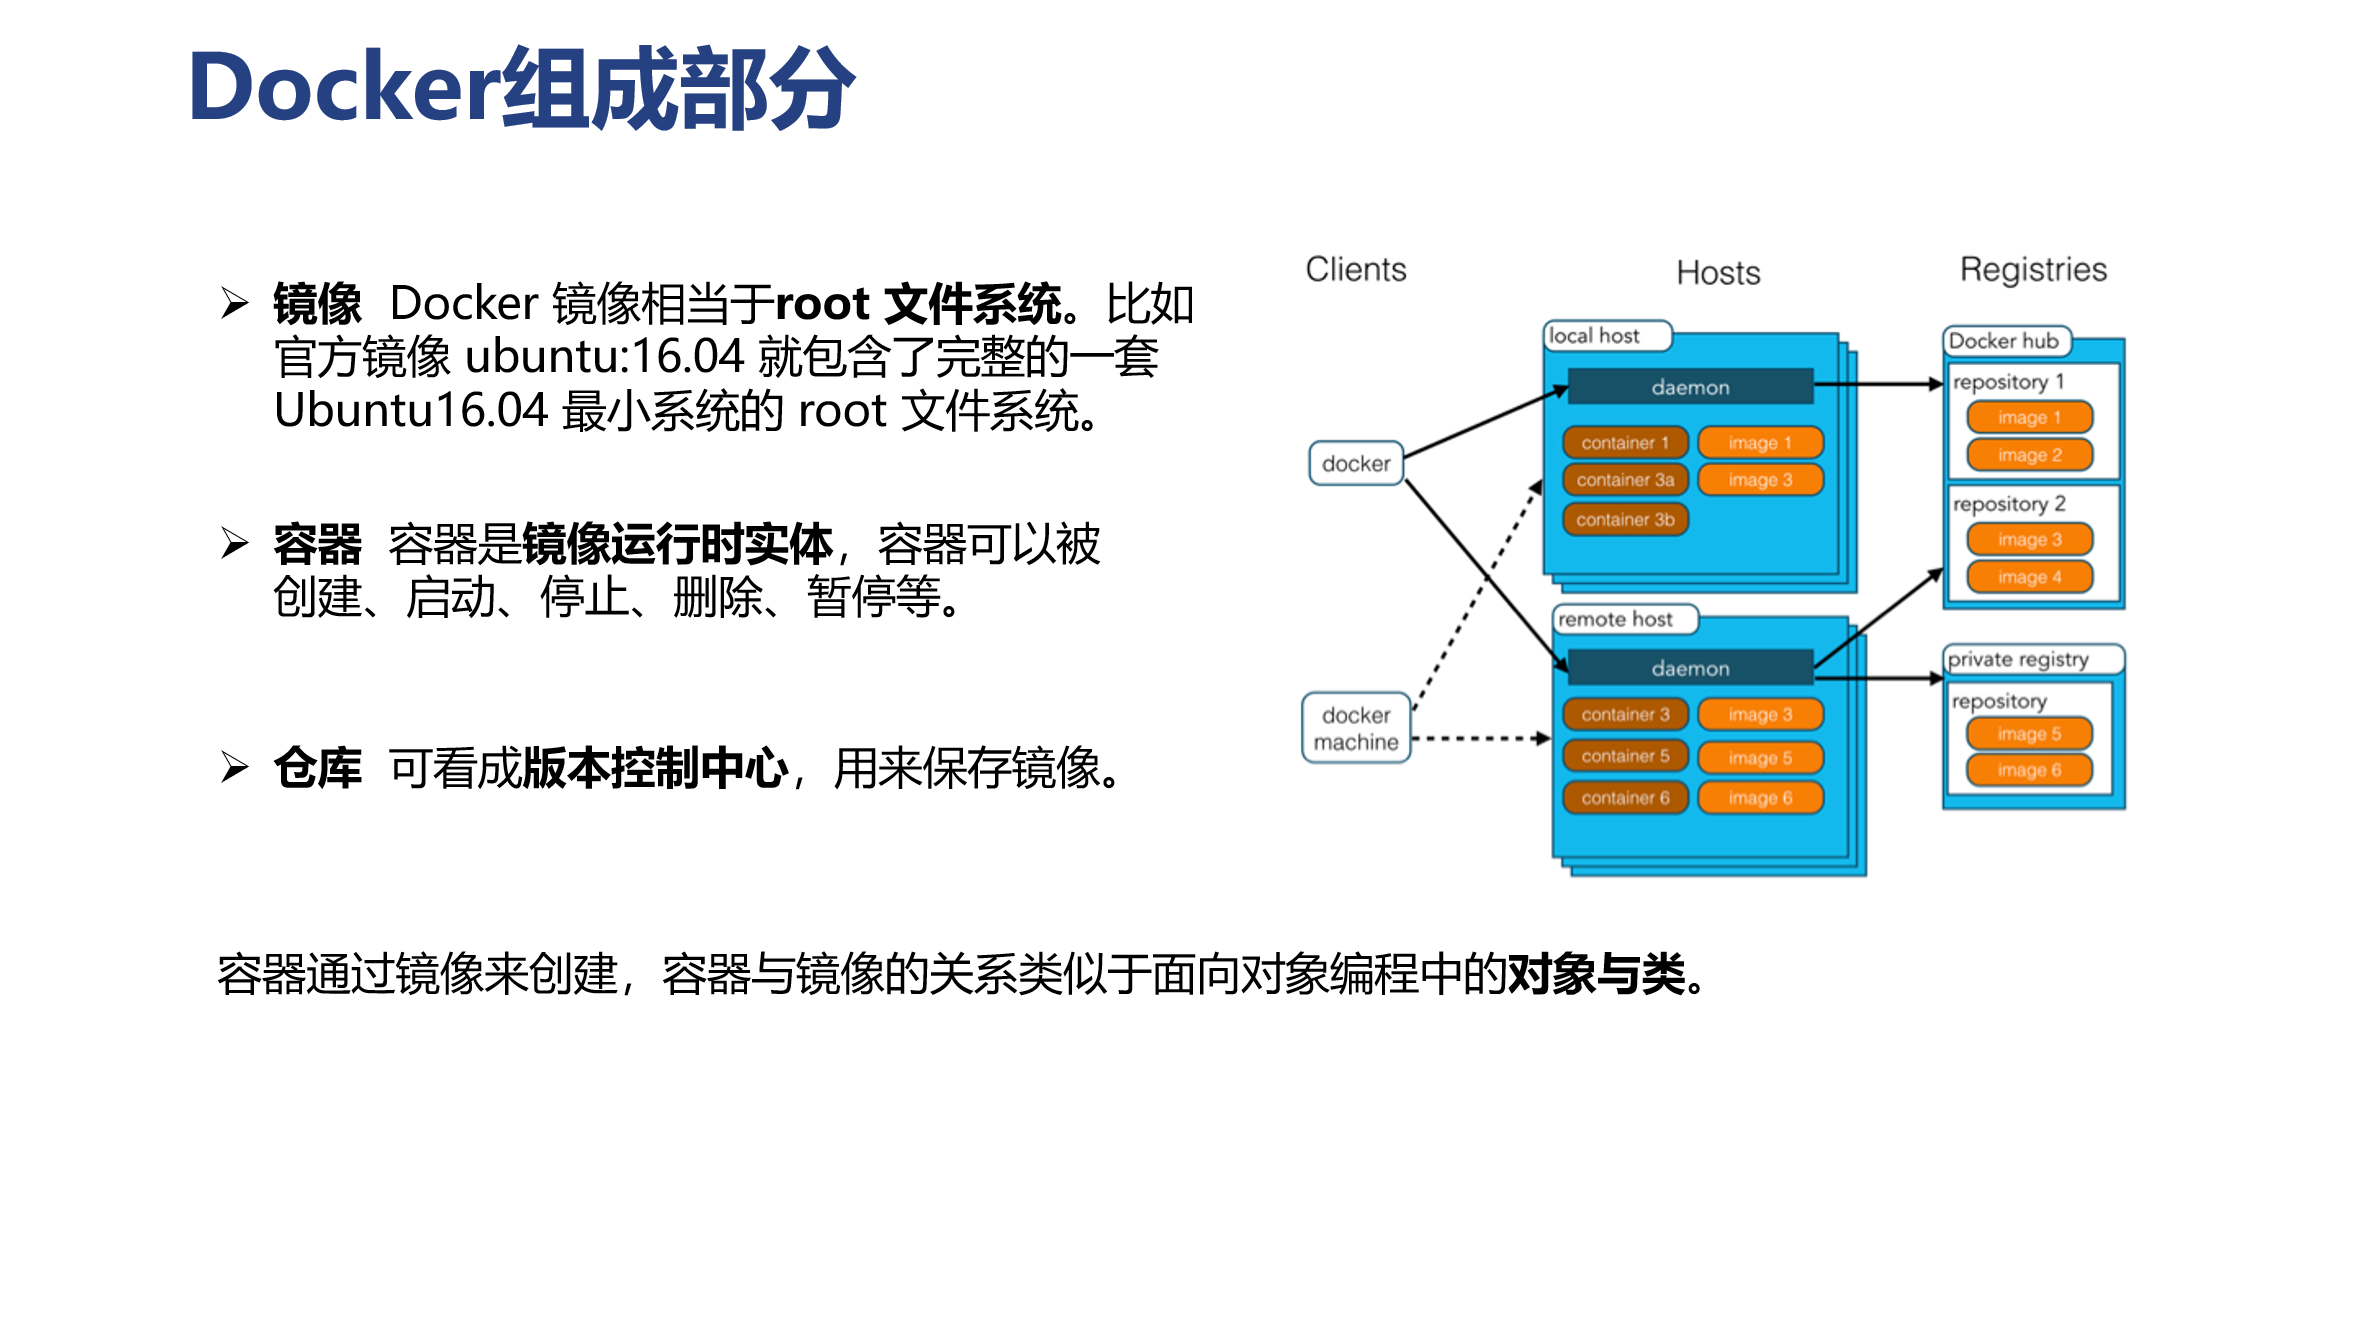 Docker组成部分
➢ 镜像 Docker 镜像相当于root 文件系统。比如
官方镜像 ubuntu:16.04 就包含了完整的一套
Ubuntu16.04 最小系统的 root 文件系统。
➢ 容器 容器是镜像运行时实体，容器可以被
创建、启动、停止、删除、暂停等。
➢ 仓库 可看成版本控制中心，用来保存镜像。
Clients
docker
docker
machine
Hosts
local host
daemon
container 1 image 1
container 3a image 3
container 3b
remote host
daemon
container 3 image 3
container 5 image 5
container 6 image 6
Registries
Docker hub
repository 1
image 1
image 2
repository 2
image 3
image 4
private registry
repository
image 5
image 6
容器通过镜像来创建，容器与镜像的关系类似于面向对象编程中的对象与类。